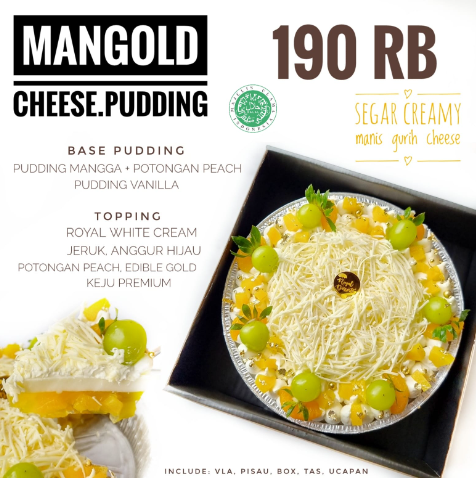 MANGOLD
CHEESE.PUDDING
190 RB
SEGAR CREAMY
manis gurih cheese
BASE PUDDING
PUDDING MANGGA + POTONGAN PEACH
PUDDING VANILLA
TOPPING
ROYAL WHITE CREAM
JERUK, ANGGUR HIJAU
POTONGAN PEACH, EDIBLE GOLD
KEJU PREMIUM
INCLUDE: VLA, PISAU, BOX, TAS, UCAPAN